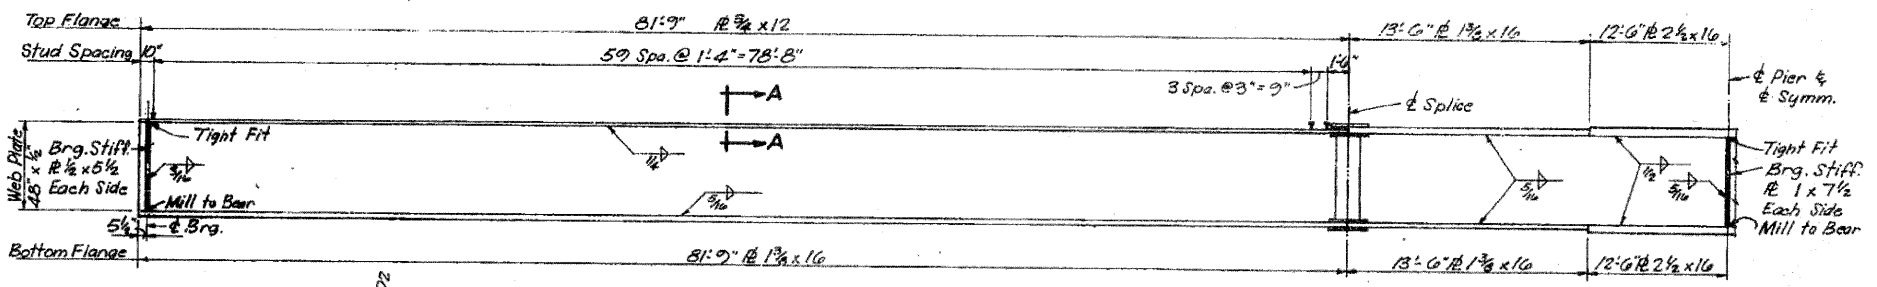 Top Flange
81'-9" ℄ 3/4 x 12
13'-6" ℄ 1 3/8 x 16
12'-6" ℄ 2 1/2 x 16
Stud Spacing
10"
59 Spa. @ 1'-4" = 78'-8"
1'-6"
3 Spa. @ 3" = 9"
℄ Pier &
℄ Symm.
A
℄ Splice
A
Web Plate
48" x 1/2"
Tight Fit
Brg. Stiff.
℄ 1/2 x 5 1/2
Each Side
3/16
1/4
5/16
Mill to Bear
5/16
1/2
5/16
Tight Fit
Brg. Stiff.
℄ 1 x 7 1/2
Each Side
Mill to Bear
℄ Brg.
Bottom Flange
81'-9" ℄ 1 3/8 x 16
13'-6" ℄ 1 3/8 x 16
12'-6" ℄ 2 1/2 x 16